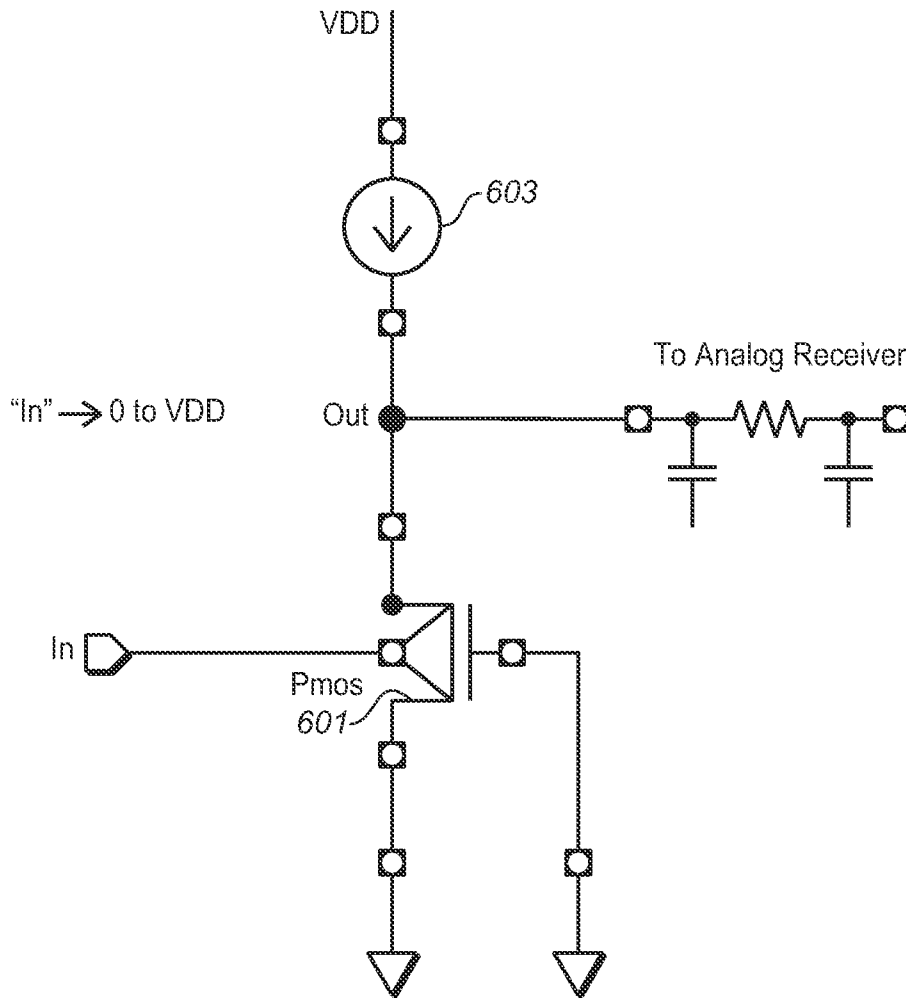 VDD
603
To Analog Receiver
"In" → 0 to VDD
Out
In
Pmos
601